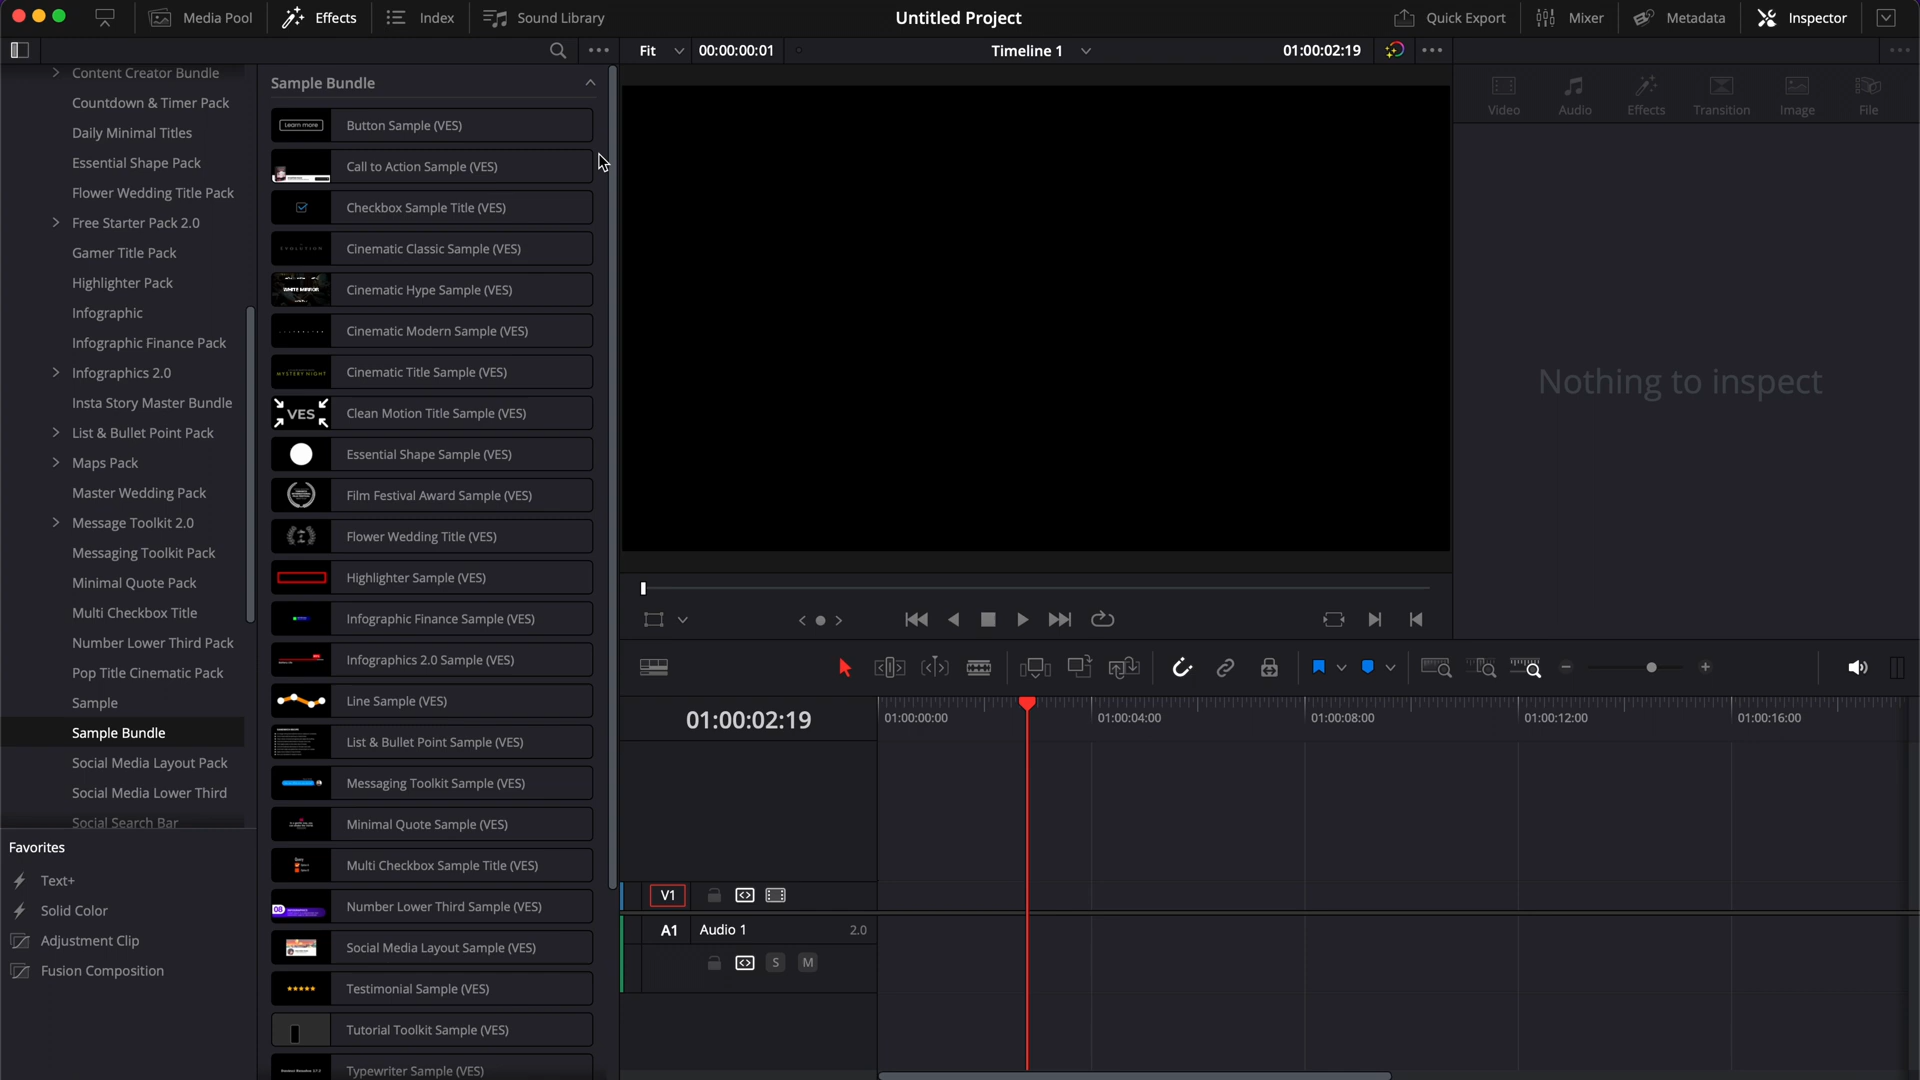 Media Pool
Effects
Index
Sound Library
Untitled Project
Quick Export
Mixer
Metadata
Inspector
Fit
00:00:00:01
Timeline 1
01:00:02:19
Content Creator Bundle
Countdown & Timer Pack
Daily Minimal Titles
Essential Shape Pack
Flower Wedding Title Pack
Free Starter Pack 2.0
Gamer Title Pack
Highlighter Pack
Infographic
Infographic Finance Pack
Infographics 2.0
Insta Story Master Bundle
List & Bullet Point Pack
Maps Pack
Master Wedding Pack
Message Toolkit 2.0
Messaging Toolkit Pack
Minimal Quote Pack
Multi Checkbox Title
Number Lower Third Pack
Pop Title Cinematic Pack
Sample
Sample Bundle
Social Media Layout Pack
Social Media Lower Third
Social Search Bar
Favorites
Text+
Solid Color
Adjustment Clip
Fusion Composition
Sample Bundle
Learn more
Button Sample (VES)
Call to Action Sample (VES)
Checkbox Sample Title (VES)
EVOLUTION
Cinematic Classic Sample (VES)
WHITE MIRROR
Cinematic Hype Sample (VES)
Cinematic Modern Sample (VES)
MYSTERY NIGHT
Cinematic Title Sample (VES)
VES
Clean Motion Title Sample (VES)
Essential Shape Sample (VES)
Film Festival Award Sample (VES)
Flower Wedding Title (VES)
Highlighter Sample (VES)
Infographic Finance Sample (VES)
Infographics 2.0 Sample (VES)
Line Sample (VES)
List & Bullet Point Sample (VES)
Messaging Toolkit Sample (VES)
Minimal Quote Sample (VES)
Multi Checkbox Sample Title (VES)
08
Number Lower Third Sample (VES)
Social Media Layout Sample (VES)
Testimonial Sample (VES)
Tutorial Toolkit Sample (VES)
Typewriter Sample (VES)
Video
Audio
Effects
Transition
Image
File
Nothing to inspect
01:00:02:19
01:00:00:00
01:00:04:00
01:00:08:00
01:00:12:00
01:00:16:00
V1
A1
Audio 1
2.0
S
M